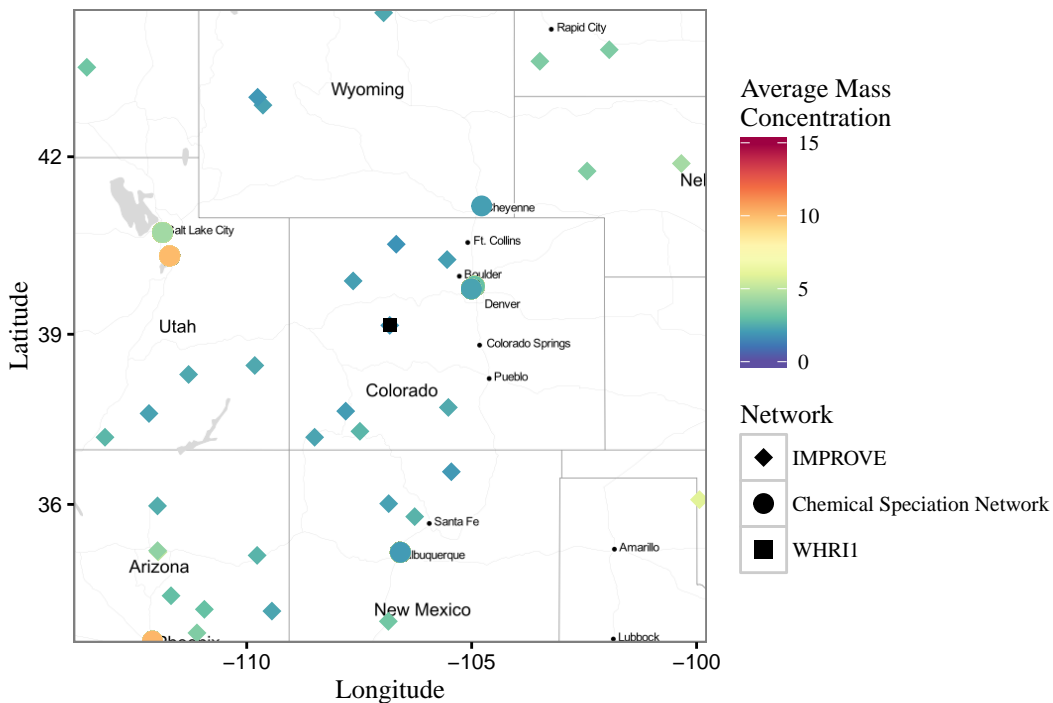 Rapid City
Wyoming
Average Mass
Concentration
15
10
5
0
42
39
36
Latitude
Nel
Cheyenne
Salt Lake City
Ft. Collins
Boulder
Denver
Utah
Colorado Springs
Pueblo
Colorado
Network
IMPROVE
Chemical Speciation Network
WHRI1
Santa Fe
Albuquerque
Amarillo
Arizona
New Mexico
Phoenix
Lubbock
−110
−105
−100
Longitude